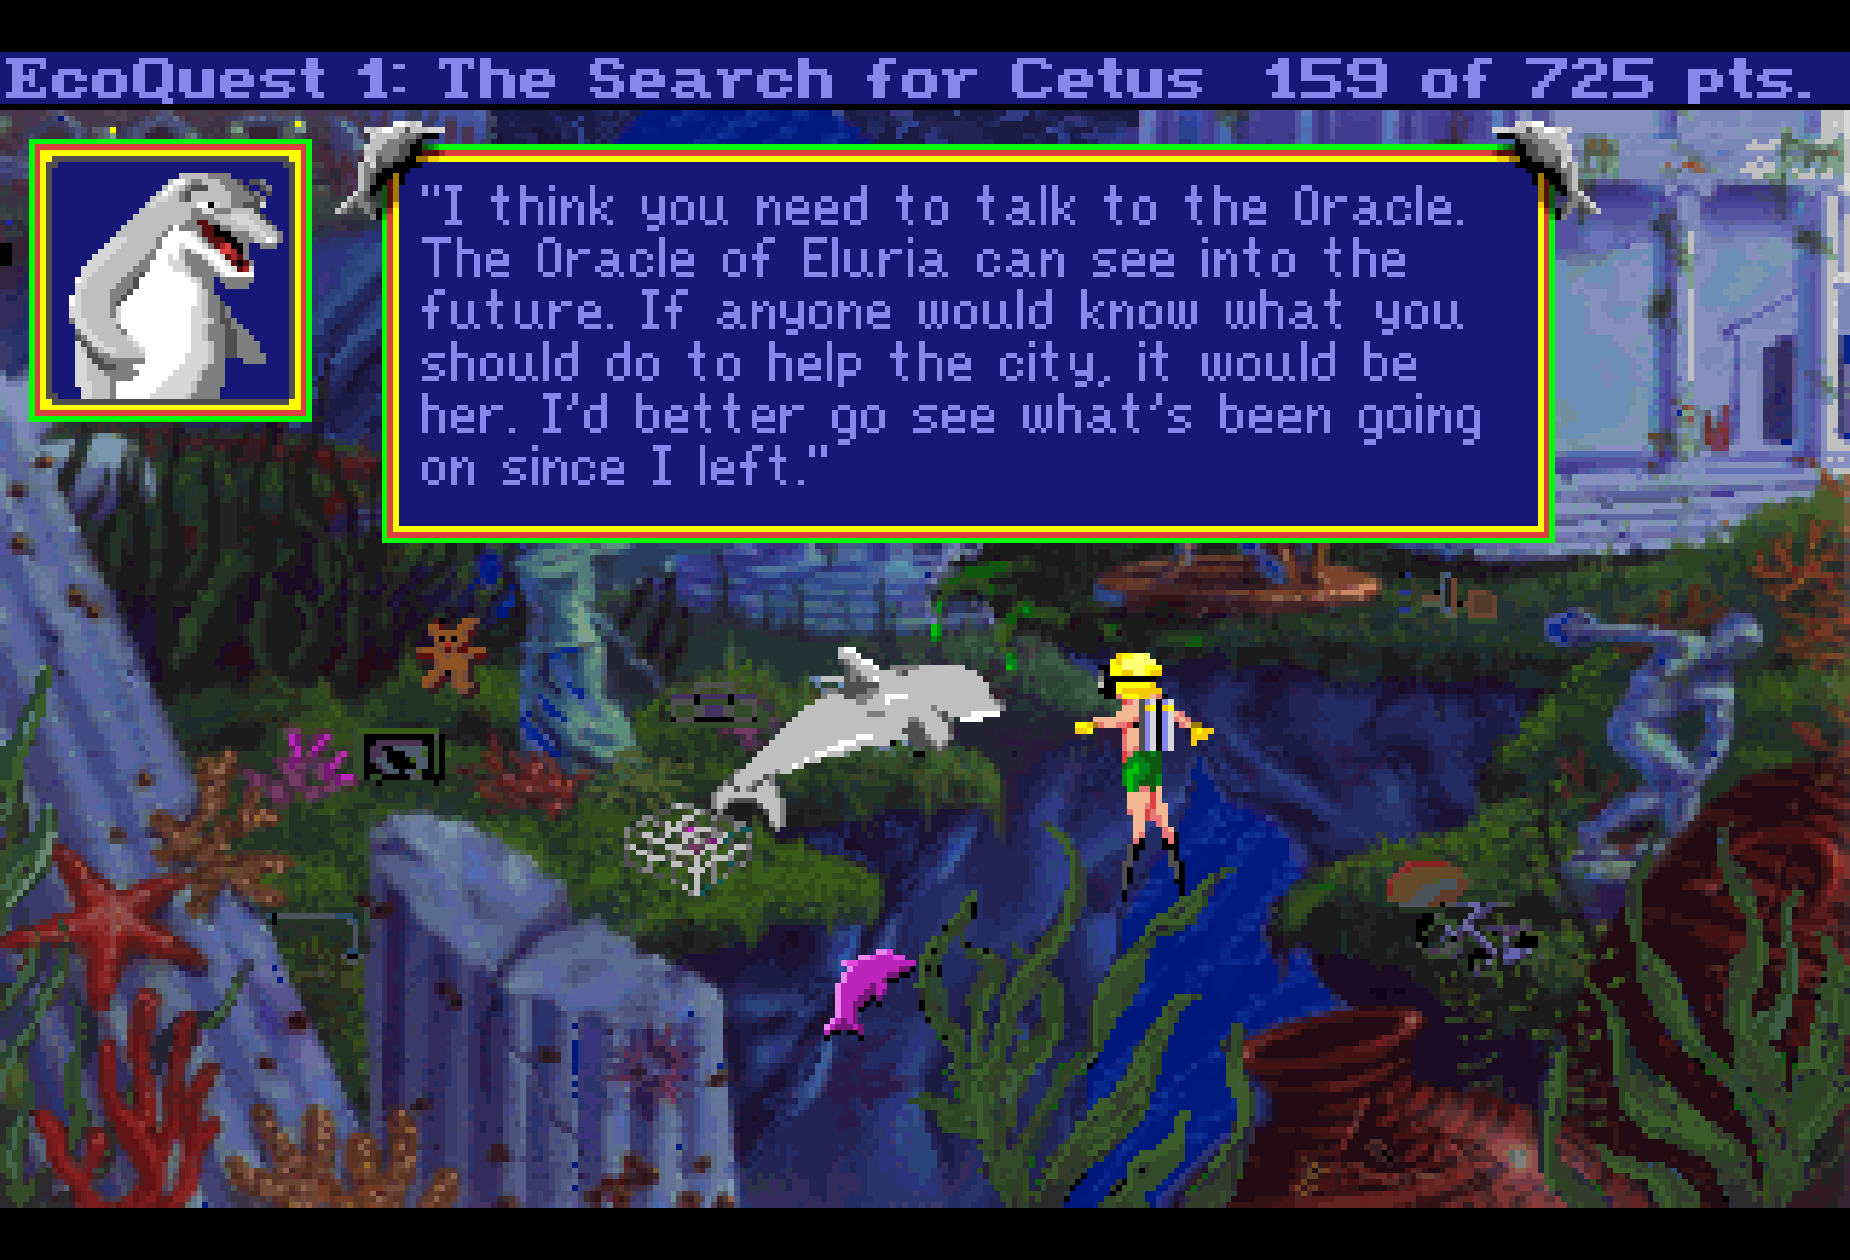 EcoQuest 1: The Search for Cetus 159 of 725 pts.
"I think you need to talk to the Oracle.
The Oracle of Eluria can see into the
future. If anyone would know what you
should do to help the city, it would be
her. I'd better go see what's been going
on since I left."